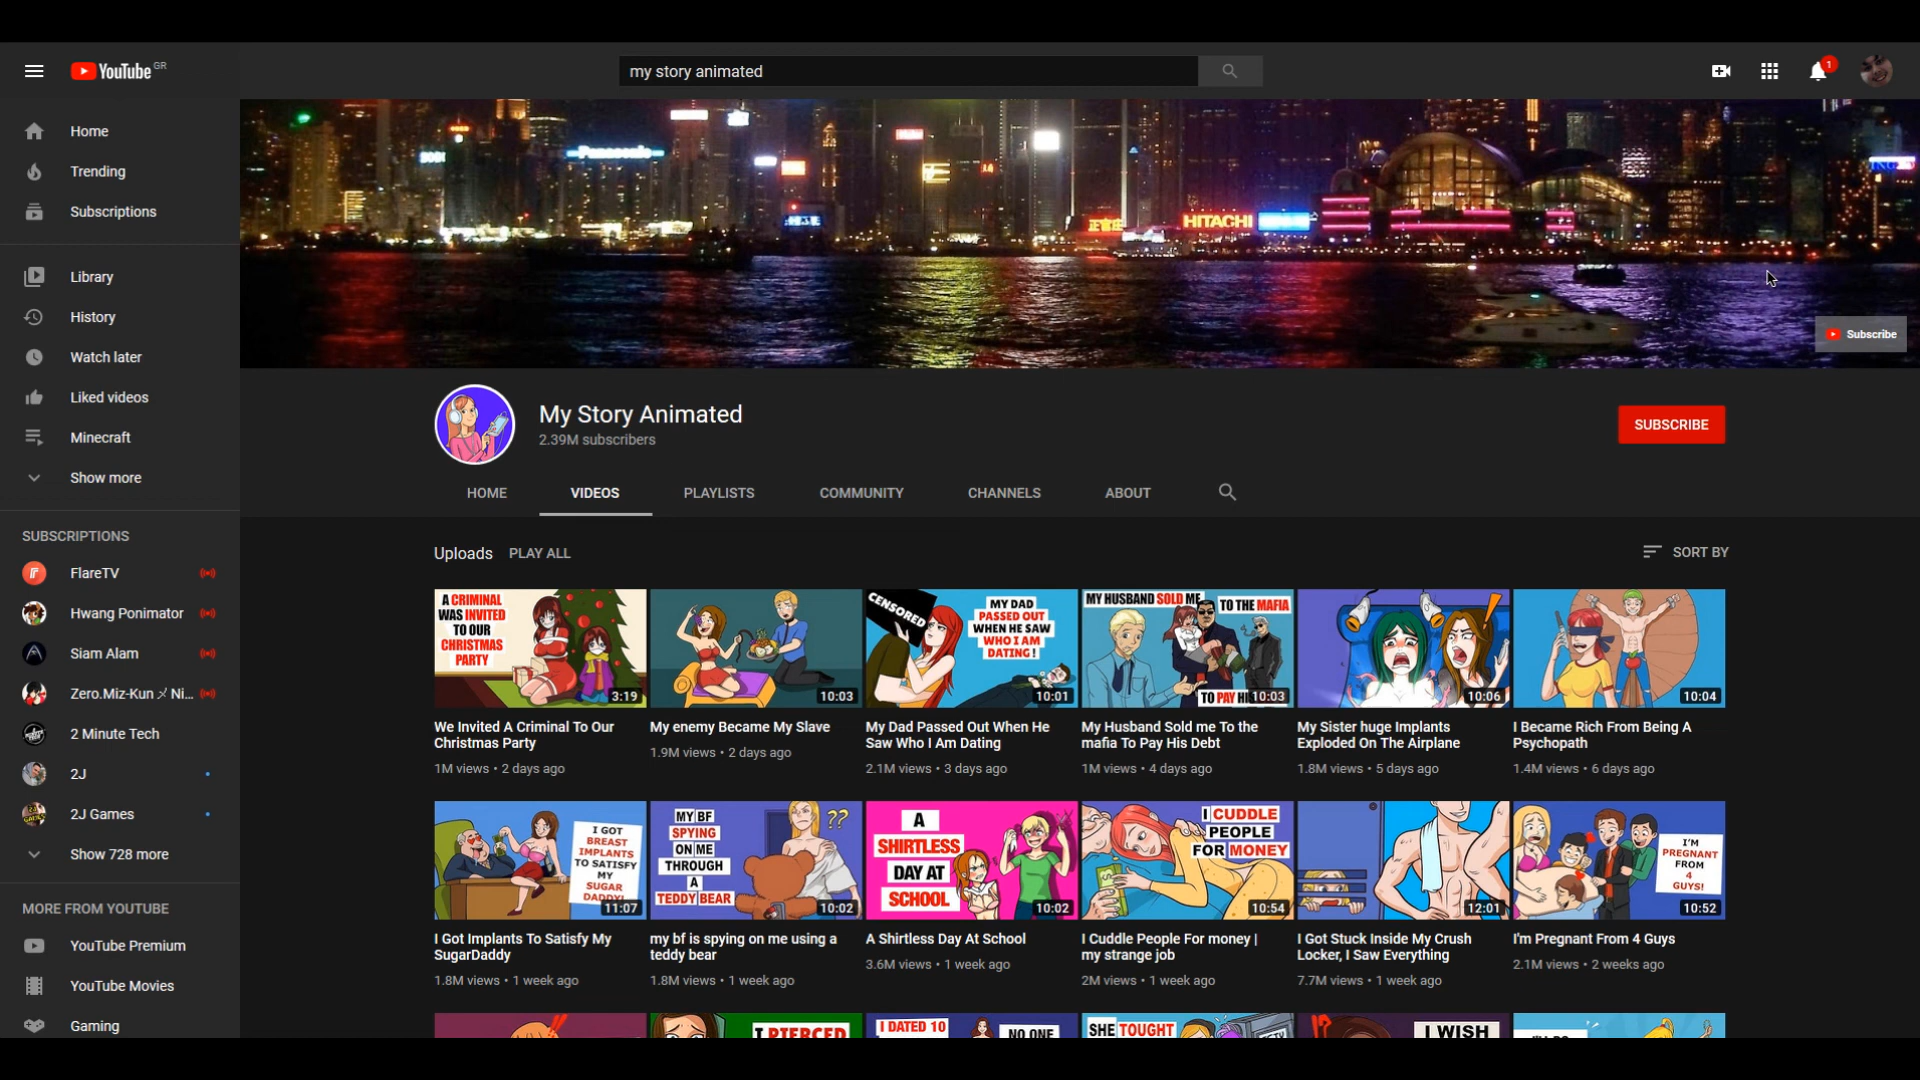 YouTube GR
my story animated
1
Home
Trending
Subscriptions
Library
History
Watch later
Liked videos
Minecraft
Show more
SUBSCRIPTIONS
FlareTV
Hwang Ponimator
Siam Alam
Zero.Miz-Kun メ Ni...
2 Minute Tech
2J
2J Games
Show 728 more
MORE FROM YOUTUBE
YouTube Premium
YouTube Movies
Gaming
Panasonic
HITACHI
Subscribe
My Story Animated
2.39M subscribers
SUBSCRIBE
HOME
VIDEOS
PLAYLISTS
COMMUNITY
CHANNELS
ABOUT
Uploads
PLAY ALL
SORT BY
A CRIMINAL
WAS INVITED
TO OUR
CHRISTMAS
PARTY
3:19
We Invited A Criminal To Our
Christmas Party
1M views • 2 days ago
10:03
My enemy Became My Slave
1.9M views • 2 days ago
CENSORED
MY DAD
PASSED OUT
WHEN HE SAW
WHO I AM
DATING !
10:01
My Dad Passed Out When He
Saw Who I Am Dating
2.1M views • 3 days ago
MY HUSBAND SOLD ME
TO THE MAFIA
TO PAY HI
10:03
My Husband Sold me To the
mafia To Pay His Debt
1M views • 4 days ago
10:06
My Sister huge Implants
Exploded On The Airplane
1.8M views • 5 days ago
10:04
I Became Rich From Being A
Psychopath
1.4M views • 6 days ago
I GOT
BREAST
IMPLANTS
TO SATISFY
MY
SUGAR
DADDY!
11:07
I Got Implants To Satisfy My
SugarDaddy
1.8M views • 1 week ago
MY BF
SPYING
ON ME
THROUGH
A
TEDDY BEAR
??
10:02
my bf is spying on me using a
teddy bear
1.8M views • 1 week ago
A
SHIRTLESS
DAY AT
SCHOOL
10:02
A Shirtless Day At School
3.6M views • 1 week ago
I CUDDLE
PEOPLE
FOR MONEY
10:54
I Cuddle People For money |
my strange job
2M views • 1 week ago
12:01
I Got Stuck Inside My Crush
Locker, I Saw Everything
7.7M views • 1 week ago
I'M
PREGNANT
FROM
4
GUYS!
10:52
I'm Pregnant From 4 Guys
2.1M views • 2 weeks ago
I PIERCED
I DATED 10
NO ONE
SHE TOUGHT
I WISH